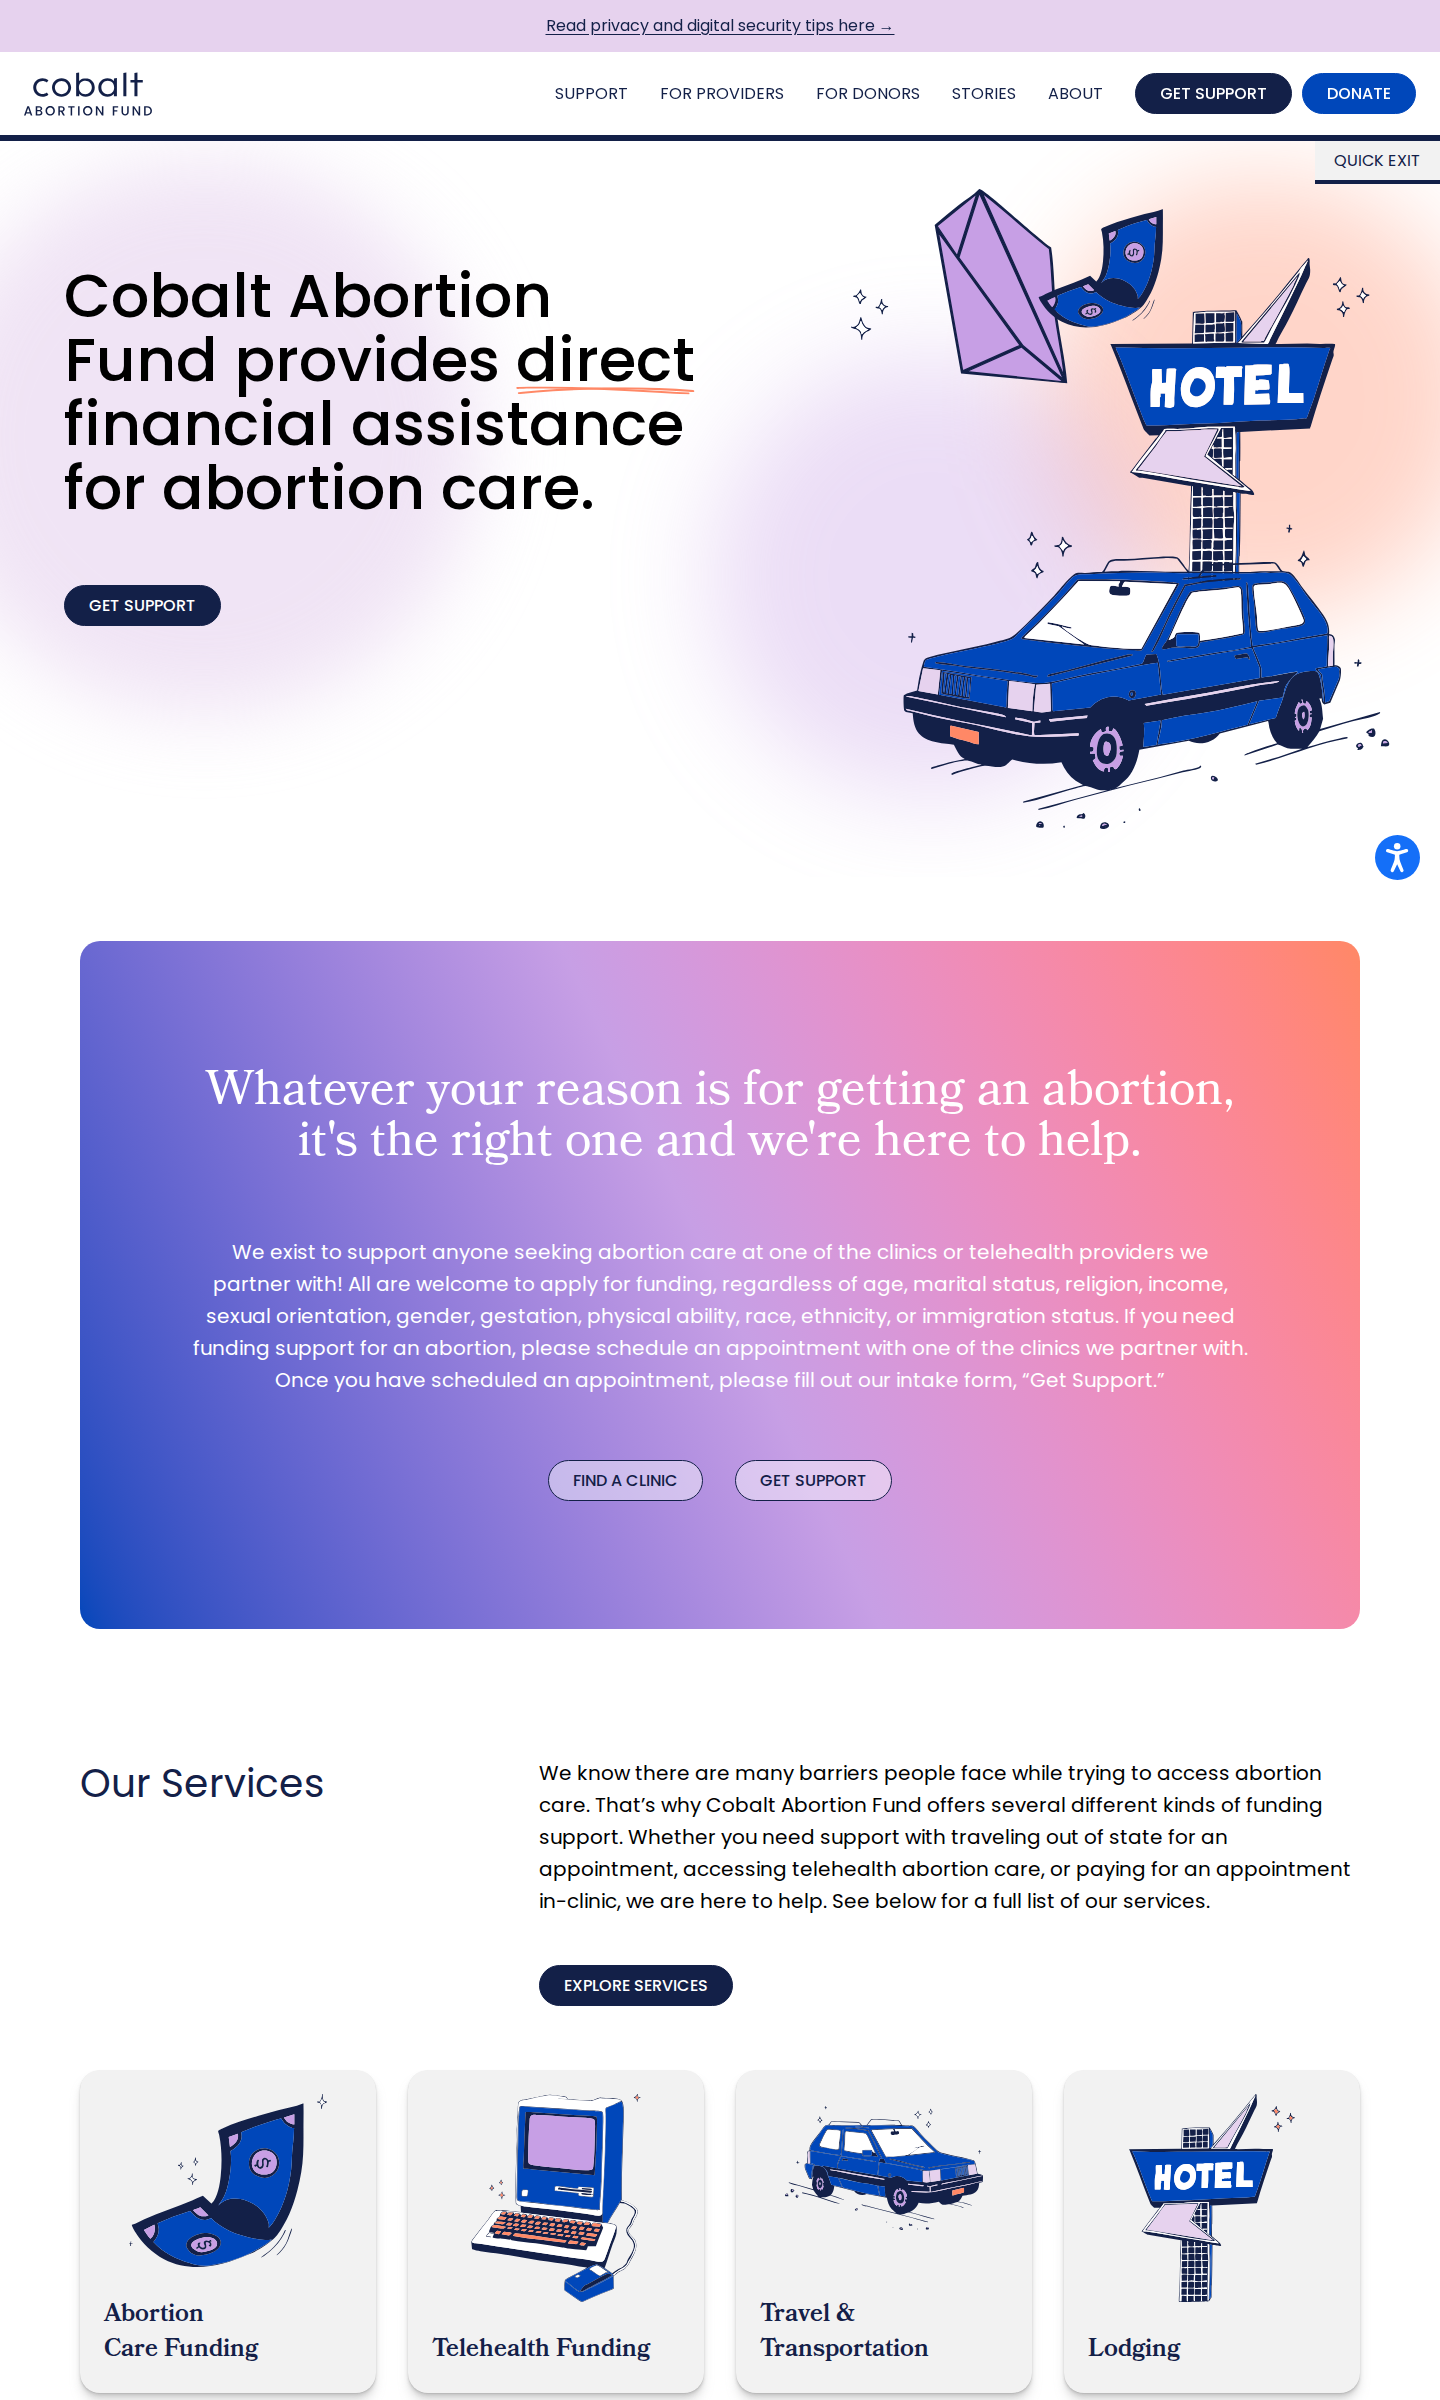 Read privacy and digital security tips here →
cobalt
ABORTION FUND
SUPPORT
FOR PROVIDERS
FOR DONORS
STORIES
ABOUT
GET SUPPORT
DONATE
QUICK EXIT
Cobalt Abortion
Fund provides direct
financial assistance
for abortion care.
GET SUPPORT
HOTEL
Whatever your reason is for getting an abortion,
it's the right one and we're here to help.
We exist to support anyone seeking abortion care at one of the clinics or telehealth providers we
partner with! All are welcome to apply for funding, regardless of age, marital status, religion, income,
sexual orientation, gender, gestation, physical ability, race, ethnicity, or immigration status. If you need
funding support for an abortion, please schedule an appointment with one of the clinics we partner with.
Once you have scheduled an appointment, please fill out our intake form, “Get Support.”
FIND A CLINIC
GET SUPPORT
Our Services
We know there are many barriers people face while trying to access abortion
care. That’s why Cobalt Abortion Fund offers several different kinds of funding
support. Whether you need support with traveling out of state for an
appointment, accessing telehealth abortion care, or paying for an appointment
in-clinic, we are here to help. See below for a full list of our services.
EXPLORE SERVICES
HOTEL
Abortion
Care Funding
Telehealth Funding
Travel &
Transportation
Lodging